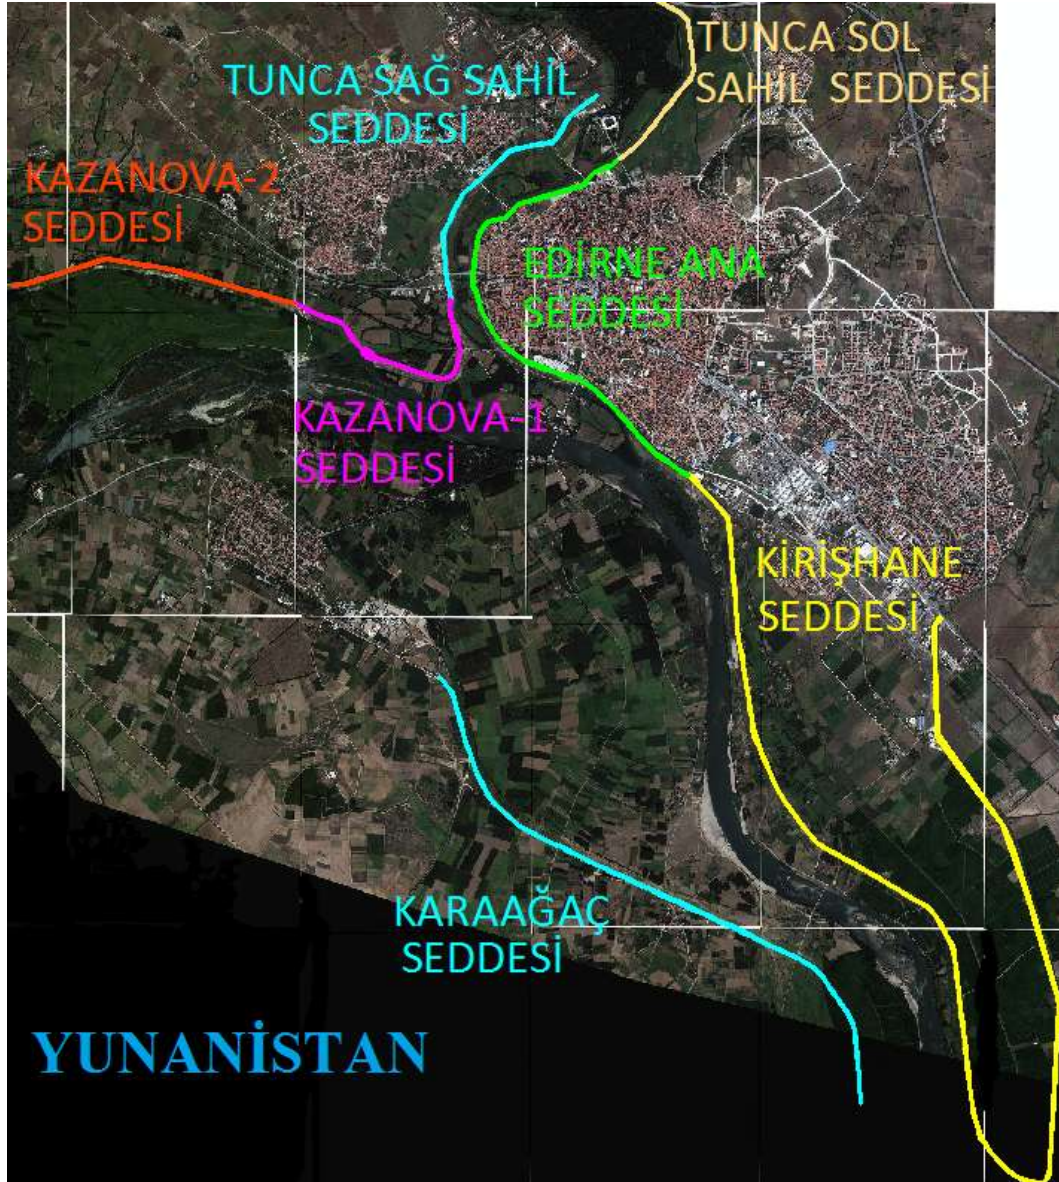 TUNCA SOL
SAHİL SEDDESİ
TUNCA SAĞ SAHİL
SEDDESİ
KAZANOVA-2
SEDDESİ
EDİRNE ANA
SEDDESİ
KAZANOVA-1
SEDDESİ
KİRİŞHANE
SEDDESİ
KARAAĞAÇ
SEDDESİ
YUNANİSTAN